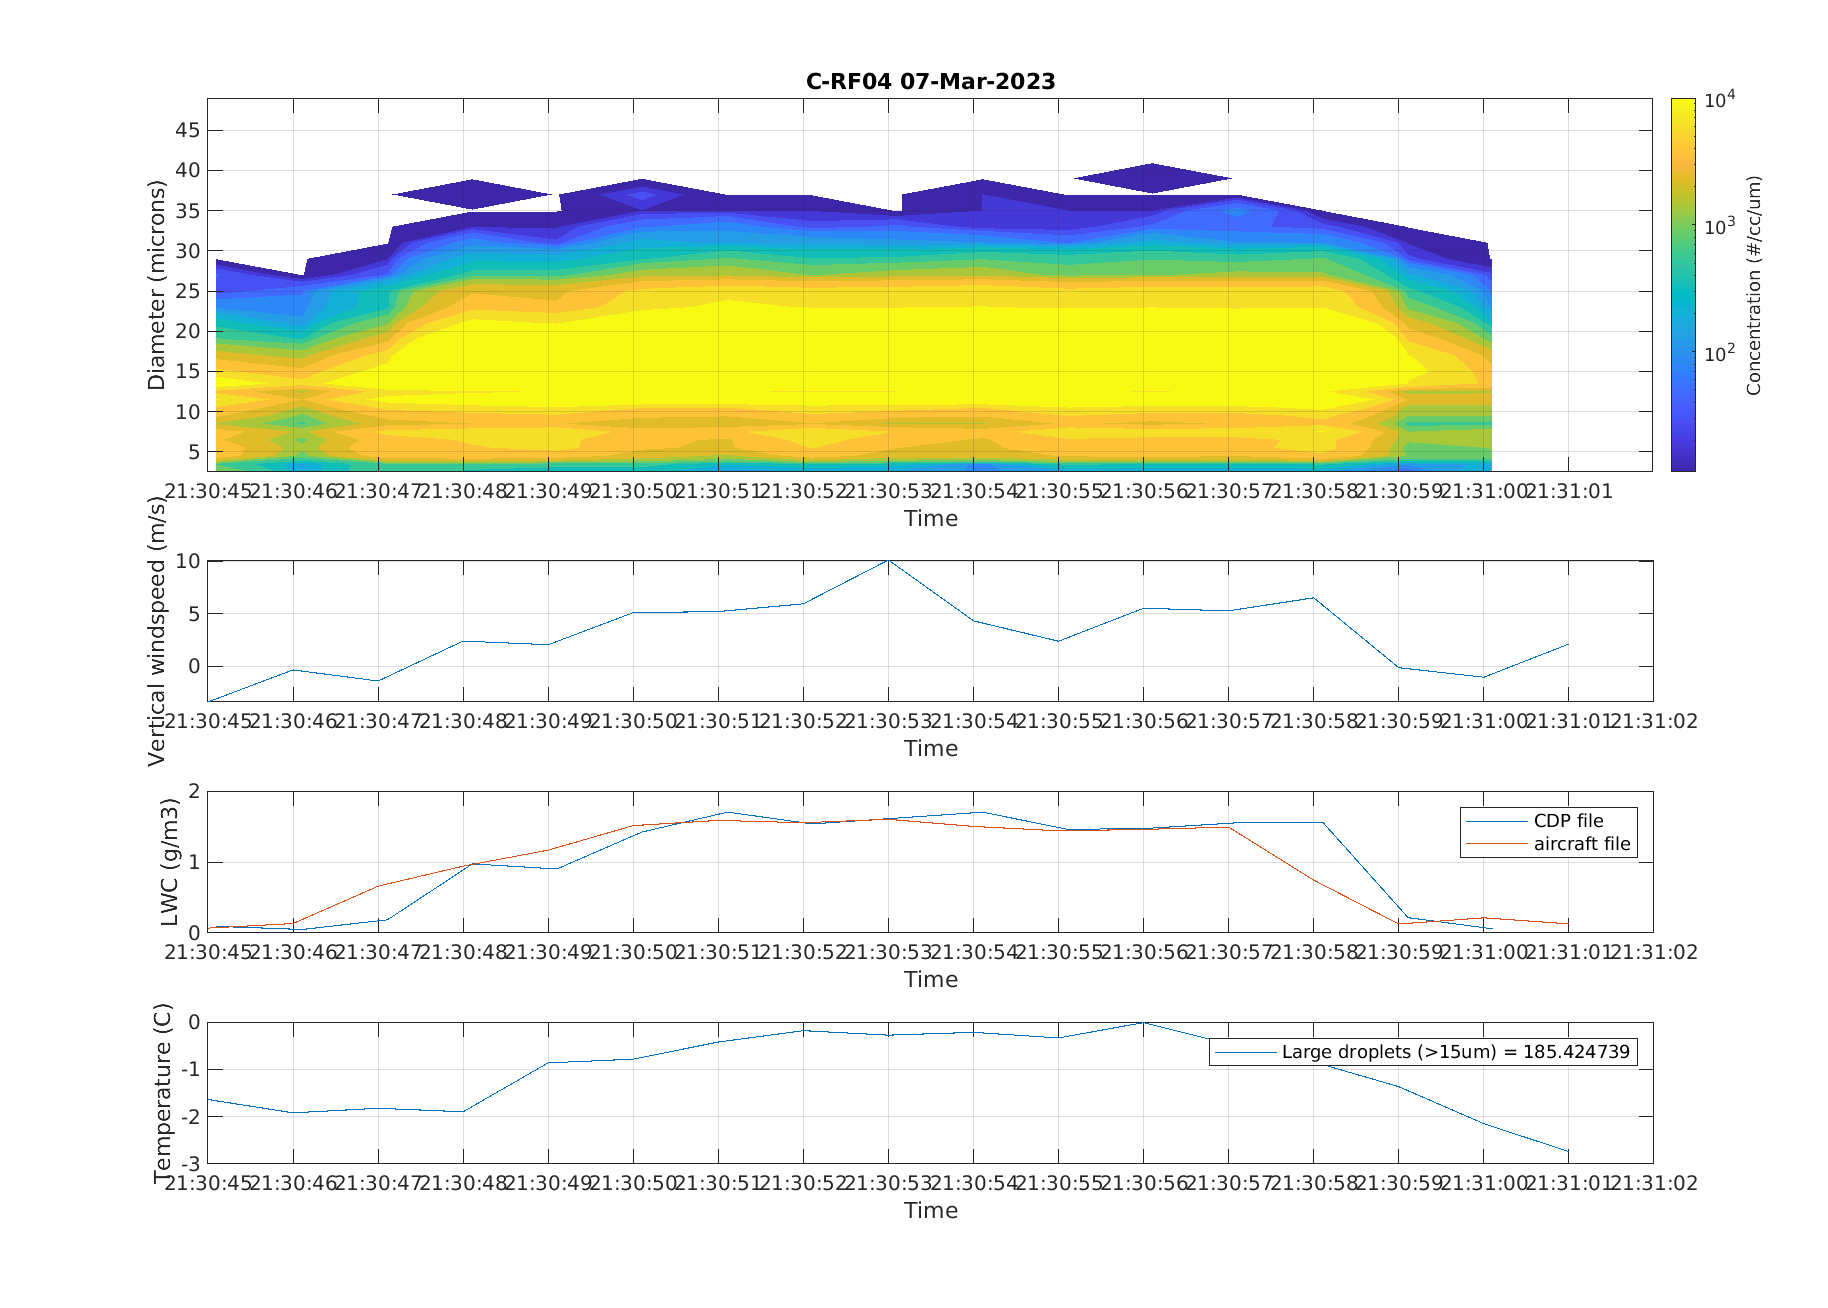 C-RF04 07-Mar-2023
Diameter (microns)
45
40
35
30
25
20
15
10
5
21:30:45 21:30:46 21:30:47 21:30:48 21:30:49 21:30:50 21:30:51 21:30:52 21:30:53 21:30:54 21:30:55 21:30:56 21:30:57 21:30:58 21:30:59 21:31:00 21:31:01
Time
10^4
10^3
10^2
Concentration (#/cc/um)
Vertical windspeed (m/s)
10
5
0
21:30:45 21:30:46 21:30:47 21:30:48 21:30:49 21:30:50 21:30:51 21:30:52 21:30:53 21:30:54 21:30:55 21:30:56 21:30:57 21:30:58 21:30:59 21:31:00 21:31:01 21:31:02
Time
LWC (g/m3)
2
1
0
CDP file
aircraft file
21:30:45 21:30:46 21:30:47 21:30:48 21:30:49 21:30:50 21:30:51 21:30:52 21:30:53 21:30:54 21:30:55 21:30:56 21:30:57 21:30:58 21:30:59 21:31:00 21:31:01 21:31:02
Time
Temperature (C)
0
-1
-2
-3
Large droplets (>15um) = 185.424739
21:30:45 21:30:46 21:30:47 21:30:48 21:30:49 21:30:50 21:30:51 21:30:52 21:30:53 21:30:54 21:30:55 21:30:56 21:30:57 21:30:58 21:30:59 21:31:00 21:31:01 21:31:02
Time